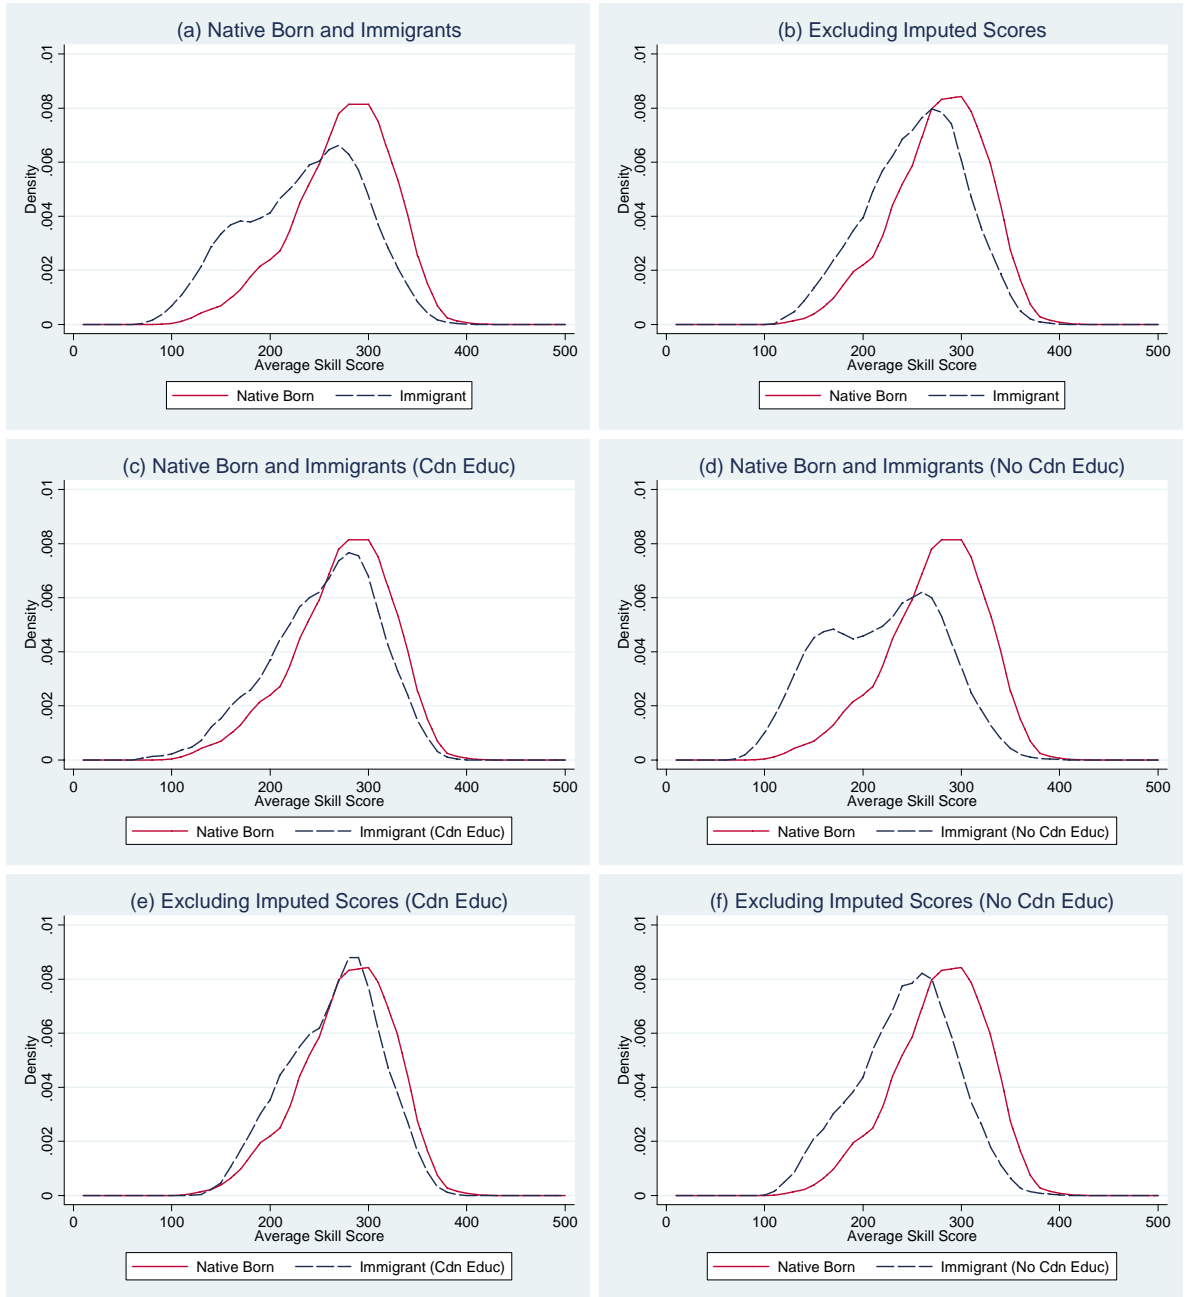 (a) Native Born and Immigrants
.01
.008
.006
.004
.002
0
Density
0 100 200 300 400 500
Average Skill Score
Native Born Immigrant
(b) Excluding Imputed Scores
.01
.008
.006
.004
.002
0
Density
0 100 200 300 400 500
Average Skill Score
Native Born Immigrant
(c) Native Born and Immigrants (Cdn Educ)
.01
.008
.006
.004
.002
0
Density
0 100 200 300 400 500
Average Skill Score
Native Born Immigrant (Cdn Educ)
(d) Native Born and Immigrants (No Cdn Educ)
.01
.008
.006
.004
.002
0
Density
0 100 200 300 400 500
Average Skill Score
Native Born Immigrant (No Cdn Educ)
(e) Excluding Imputed Scores (Cdn Educ)
.01
.008
.006
.004
.002
0
Density
0 100 200 300 400 500
Average Skill Score
Native Born Immigrant (Cdn Educ)
(f) Excluding Imputed Scores (No Cdn Educ)
.01
.008
.006
.004
.002
0
Density
0 100 200 300 400 500
Average Skill Score
Native Born Immigrant (No Cdn Educ)